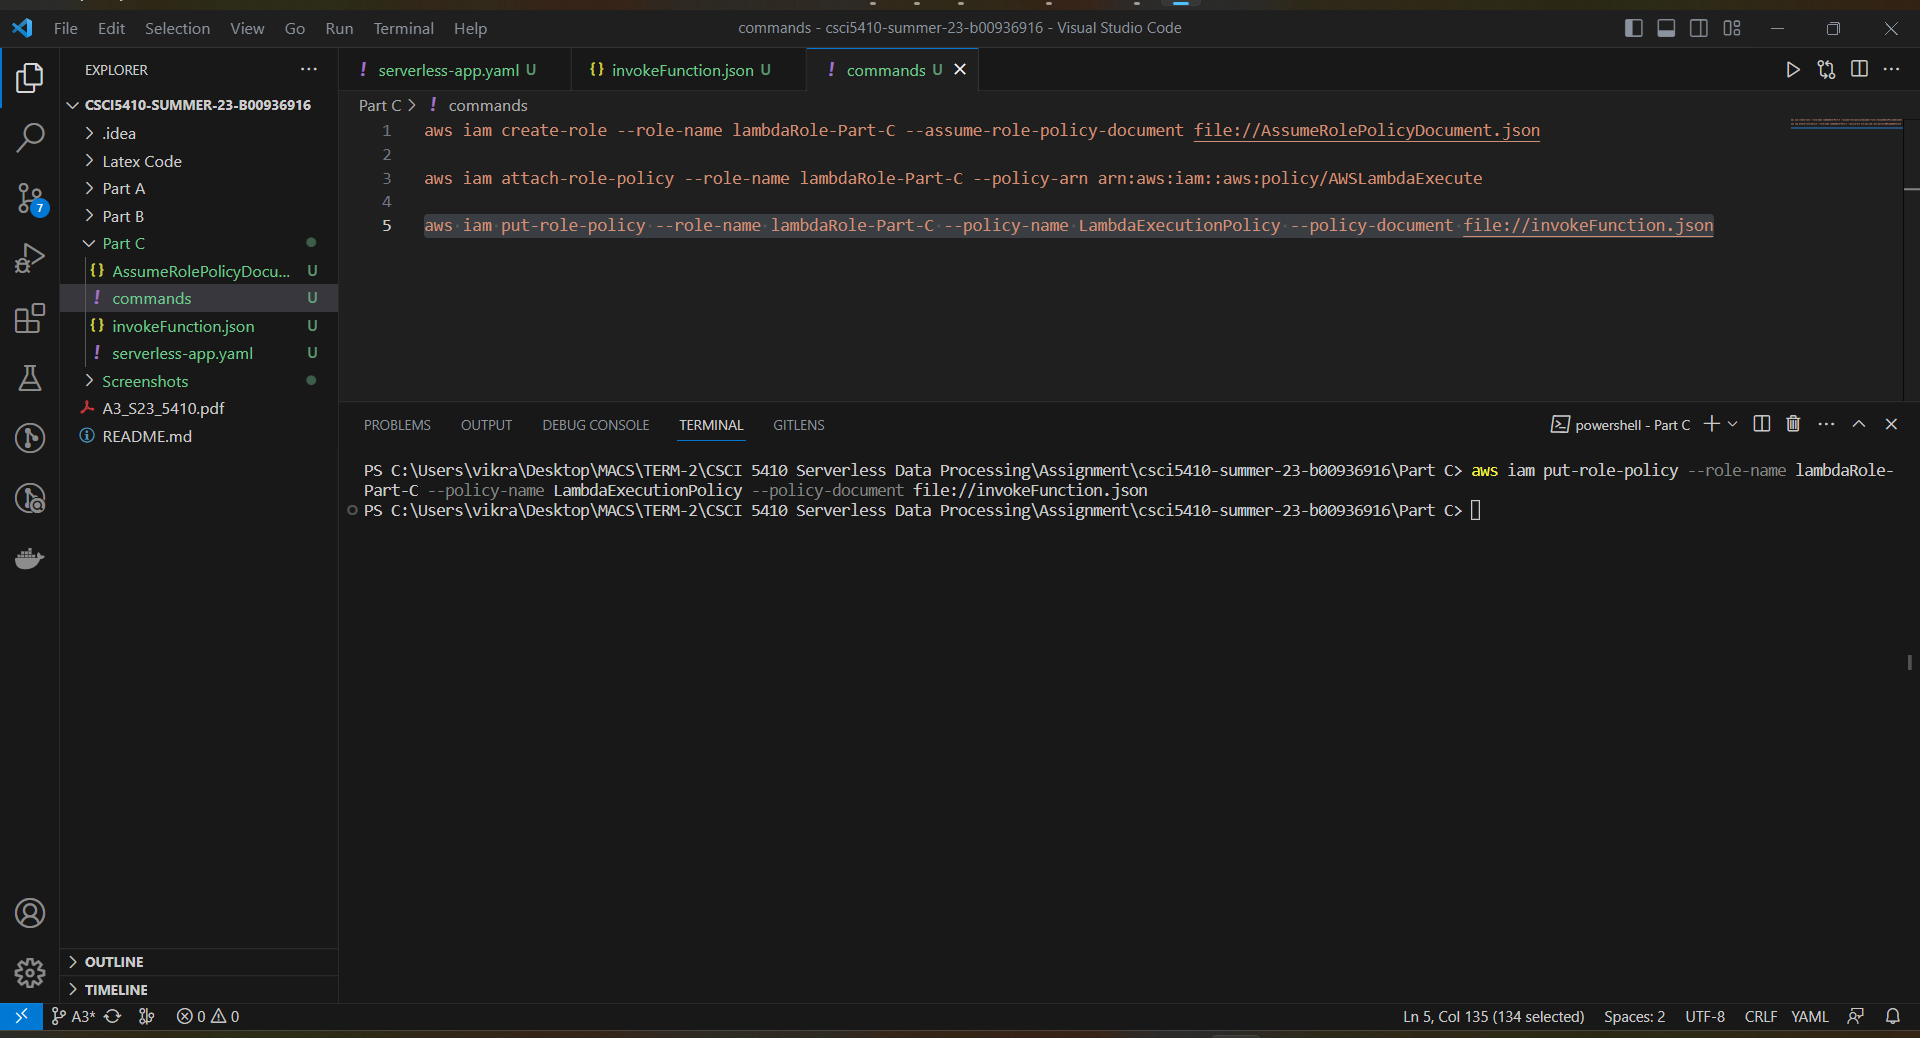 File Edit Selection View Go Run Terminal Help
commands - csci5410-summer-23-b00936916 - Visual Studio Code
EXPLORER
CSCI5410-SUMMER-23-B00936916
.idea
Latex Code
Part A
Part B
Part C
{} AssumeRolePolicyDocu... U
! commands U
{} invokeFunction.json U
! serverless-app.yaml U
Screenshots
A3_S23_5410.pdf
README.md
OUTLINE
TIMELINE
7
! serverless-app.yaml U
{} invokeFunction.json U
! commands U
Part C > ! commands
1 aws iam create-role --role-name lambdaRole-Part-C --assume-role-policy-document file://AssumeRolePolicyDocument.json
2
3 aws iam attach-role-policy --role-name lambdaRole-Part-C --policy-arn arn:aws:iam::aws:policy/AWSLambdaExecute
4
5 aws iam put-role-policy --role-name lambdaRole-Part-C --policy-name LambdaExecutionPolicy --policy-document file://invokeFunction.json
PROBLEMS OUTPUT DEBUG CONSOLE TERMINAL GITLENS
powershell - Part C
PS C:\Users\vikra\Desktop\MACS\TERM-2\CSCI 5410 Serverless Data Processing\Assignment\csci5410-summer-23-b00936916\Part C> aws iam put-role-policy --role-name lambdaRole-
Part-C --policy-name LambdaExecutionPolicy --policy-document file://invokeFunction.json
PS C:\Users\vikra\Desktop\MACS\TERM-2\CSCI 5410 Serverless Data Processing\Assignment\csci5410-summer-23-b00936916\Part C>
A3* 0 0
Ln 5, Col 135 (134 selected) Spaces: 2 UTF-8 CRLF YAML